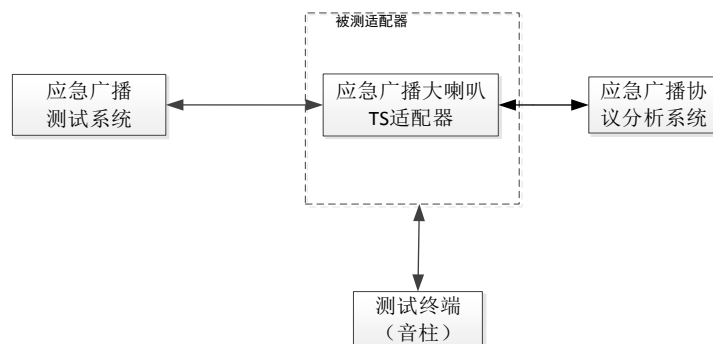 被测适配器
应急广播
测试系统
应急广播大喇叭
TS适配器
应急广播协
议分析系统
测试终端
（音柱）